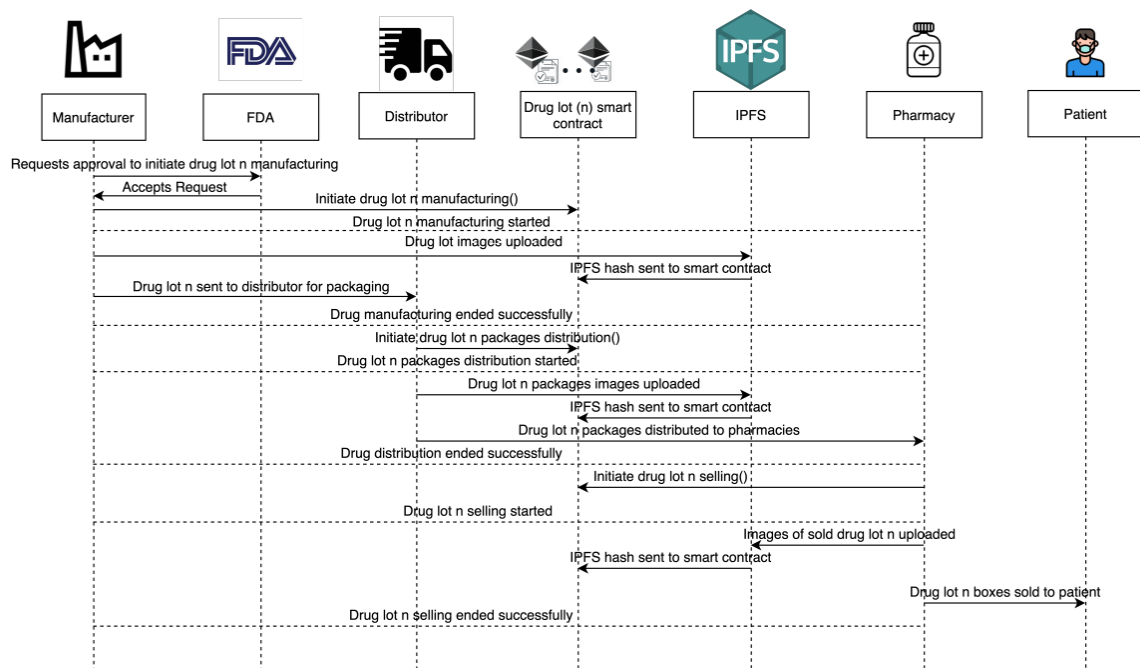 FDA
IPFS
Manufacturer
FDA
Distributor
Drug lot (n) smart
contract
IPFS
Pharmacy
Patient
Requests approval to initiate drug lot n manufacturing
Accepts Request
Initiate drug lot n manufacturing()
Drug lot n manufacturing started
Drug lot images uploaded
IPFS hash sent to smart contract
Drug lot n sent to distributor for packaging
Drug manufacturing ended successfully
Initiate drug lot n packages distribution()
Drug lot n packages distribution started
Drug lot n packages images uploaded
IPFS hash sent to smart contract
Drug lot n packages distributed to pharmacies
Drug distribution ended successfully
Initiate drug lot n selling()
Drug lot n selling started
Images of sold drug lot n uploaded
IPFS hash sent to smart contract
Drug lot n boxes sold to patient
Drug lot n selling ended successfully